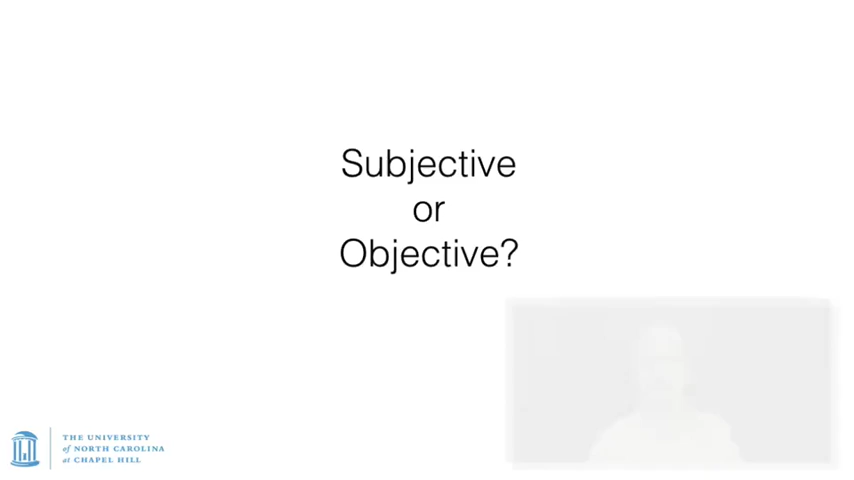 Subjective
or
Objective?
THE UNIVERSITY
of NORTH CAROLINA
at CHAPEL HILL